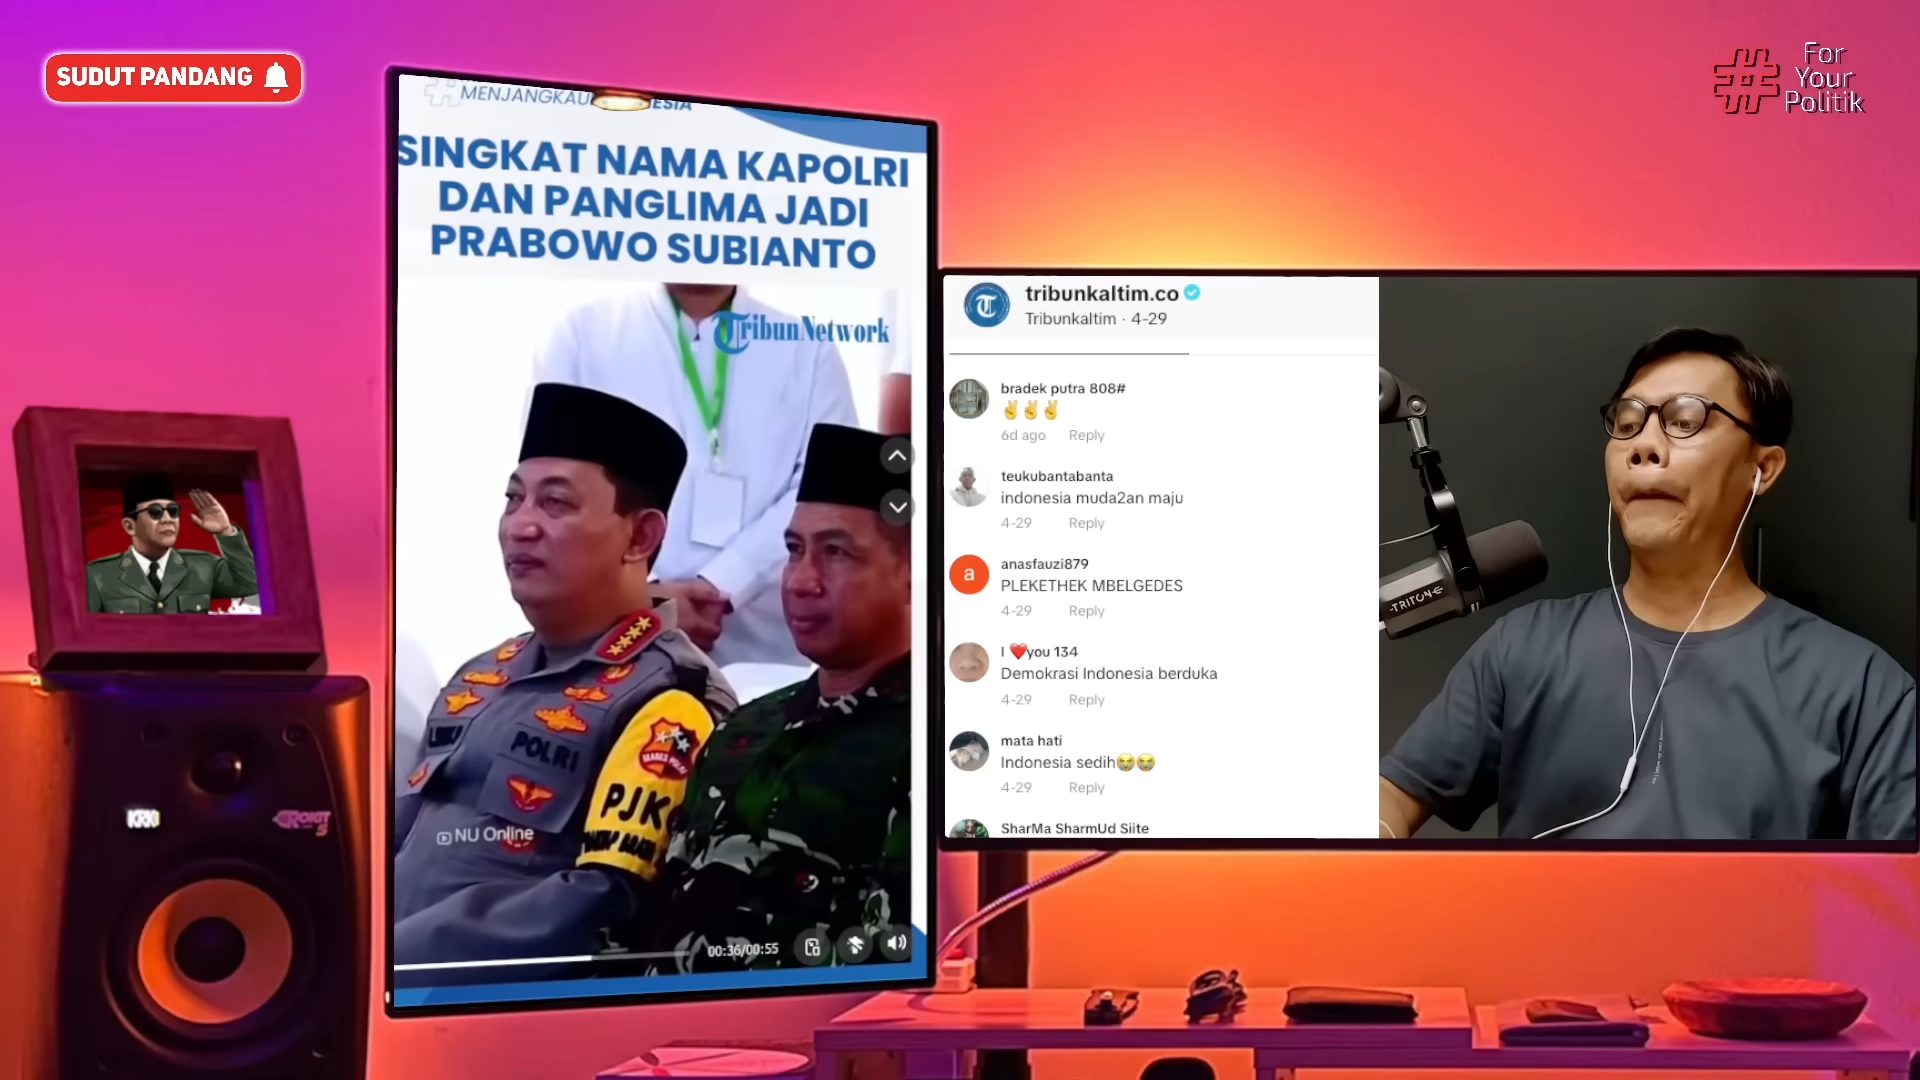 SUDUT PANDANG
#
For
Your
Politik
MENJANGKAU
SINGKAT NAMA KAPOLRI
DAN PANGLIMA JADI
PRABOWO SUBIANTO
TribunNetwork
POLRI
PJK
NU Online
00:36/00:55
tribunkaltim.co
Tribunkaltim · 4-29
bradek putra 808#
✌✌✌
6d ago Reply
teukubantabanta
indonesia muda2an maju
4-29 Reply
a
anasfauzi879
PLEKETHEK MBELGEDES
4-29 Reply
I ❤you 134
Demokrasi Indonesia berduka
4-29 Reply
mata hati
Indonesia sedih😭😭
4-29 Reply
SharMa SharmUd Siite
TRITON
KRK
ROKIT 5